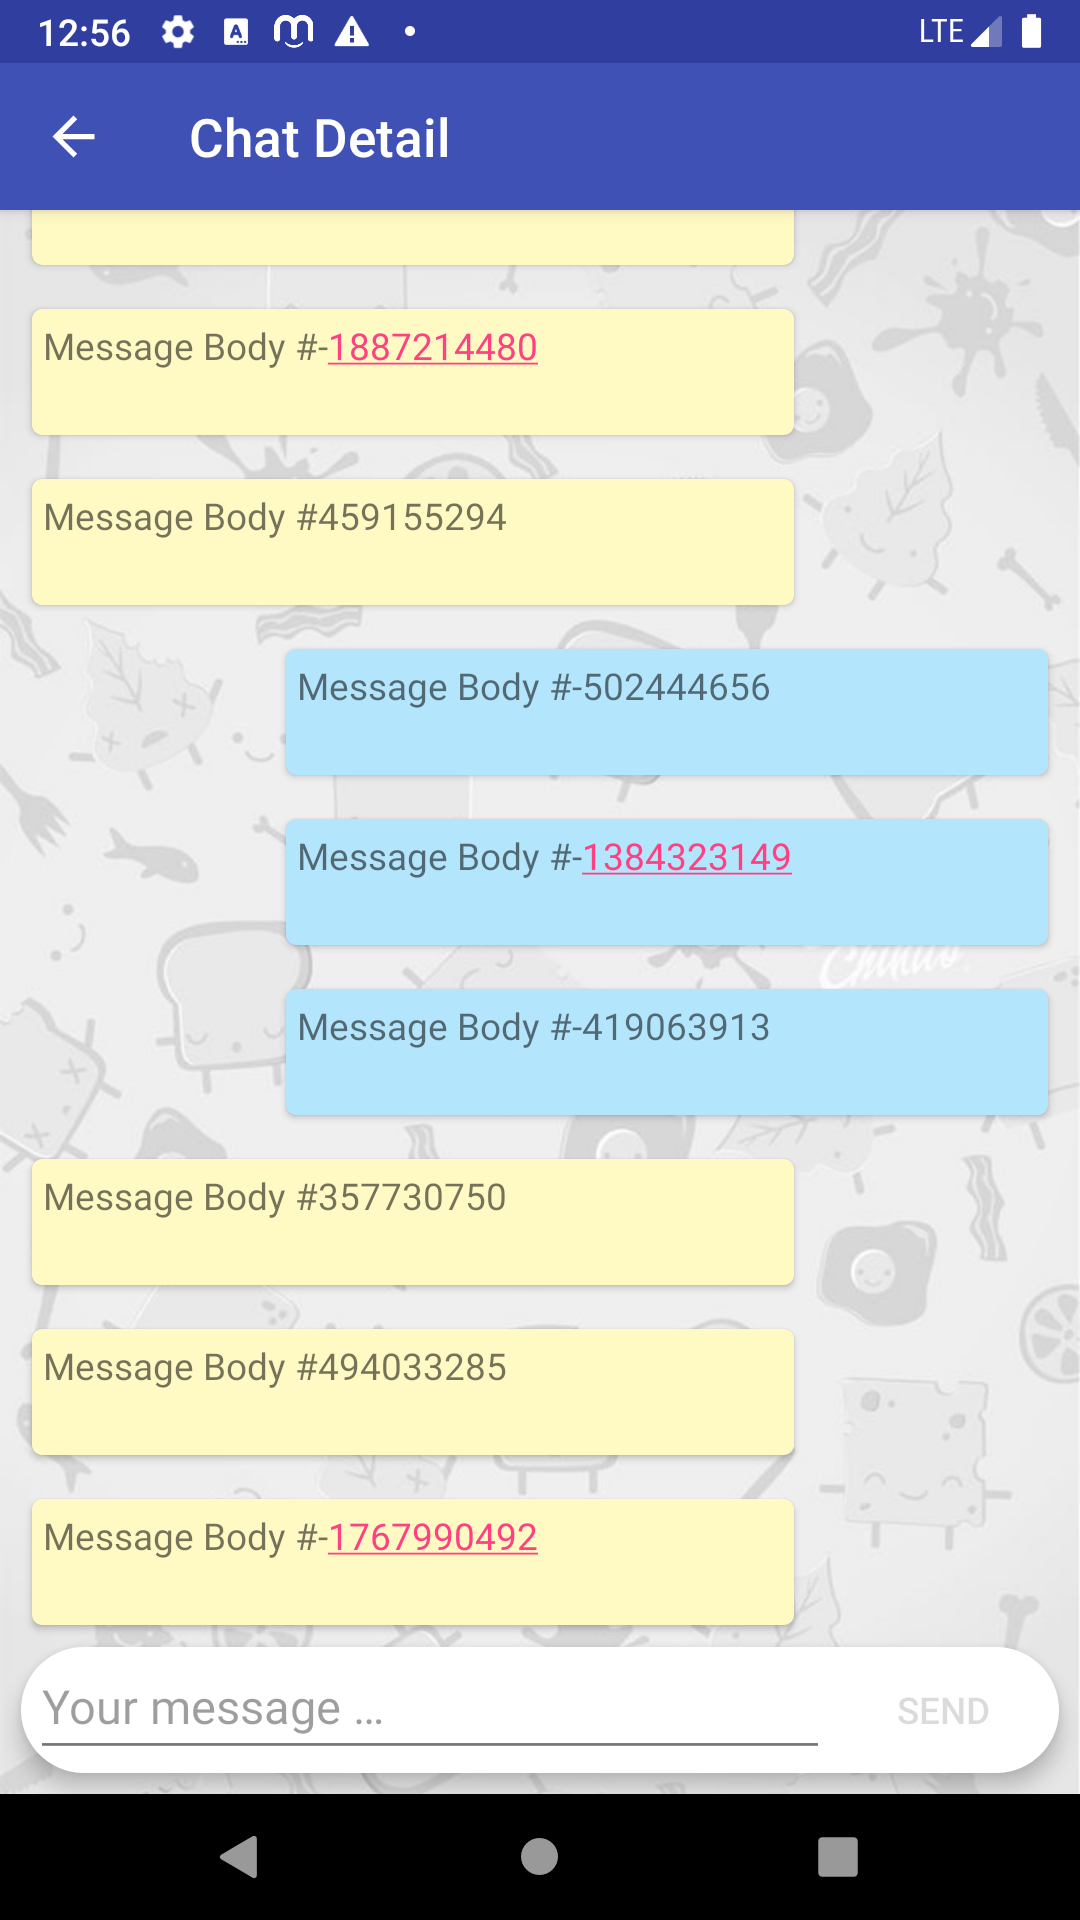 12:56
LTE
Chat Detail
Message Body #-1887214480
Message Body #459155294
Message Body #-502444656
Message Body #-1384323149
Chinito
Message Body #-419063913
Message Body #357730750
Message Body #494033285
Message Body #-1767990492
Your message ...
SEND